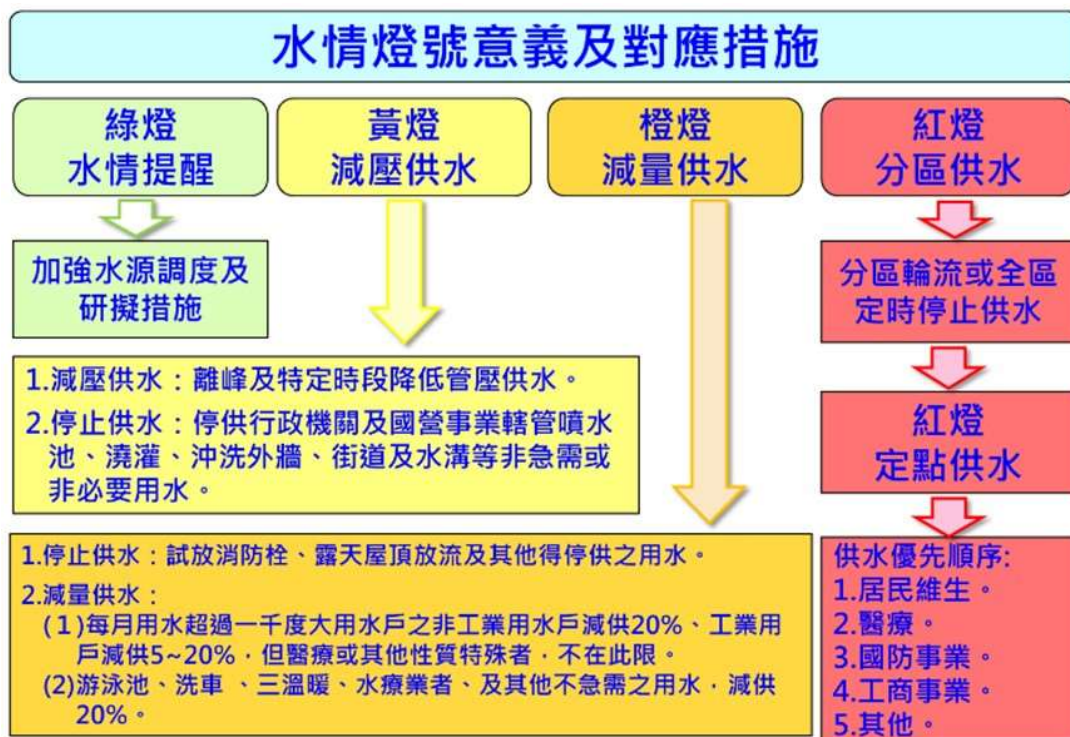 水情燈號意義及對應措施
綠燈
水情提醒
黃燈
減壓供水
橙燈
減量供水
紅燈
分區供水
加強水源調度及
研擬措施
1.減壓供水：離峰及特定時段降低管壓供水。
2.停止供水：停供行政機關及國營事業轄管噴水
池、澆灌、沖洗外牆、街道及水溝等非急需或
非必要用水。
1.停止供水：試放消防栓、露天屋頂放流及其他得停供之用水。
2.減量供水：
(1)每月用水超過一千度大用水戶之非工業用水戶減供20%、工業用
戶減供5~20%，但醫療或其他性質特殊者，不在此限。
(2)游泳池、洗車 、三溫暖、水療業者、及其他不急需之用水，減供
20%。
分區輪流或全區
定時停止供水
紅燈
定點供水
供水優先順序:
1.居民維生。
2.醫療。
3.國防事業。
4.工商事業。
5.其他。